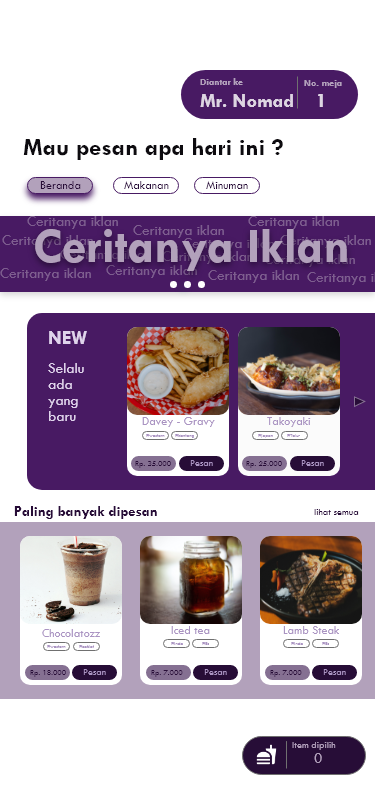 Diantar ke
Mr. Nomad
No. meja
1
Mau pesan apa hari ini ?
Beranda
Makanan
Minuman
Ceritanya Iklan
Ceritanya iklan
Ceritanya iklan
Ceritanya iklan
Ceritanya iklan
Ceritanya iklan
Ceritanya iklan
Ceritanya iklan
Ceritanya iklan
NEW
Selalu
ada
yang
baru
Davey - Gravy
Rp. 35.000
Pesan
Takoyaki
Rp. 25.000
Pesan
Paling banyak dipesan
lihat semua
Chocolatozz
Rp. 18.000
Pesan
Iced tea
Rp. 7.000
Pesan
Lamb Steak
Rp. 7.000
Pesan
Item dipilih
0